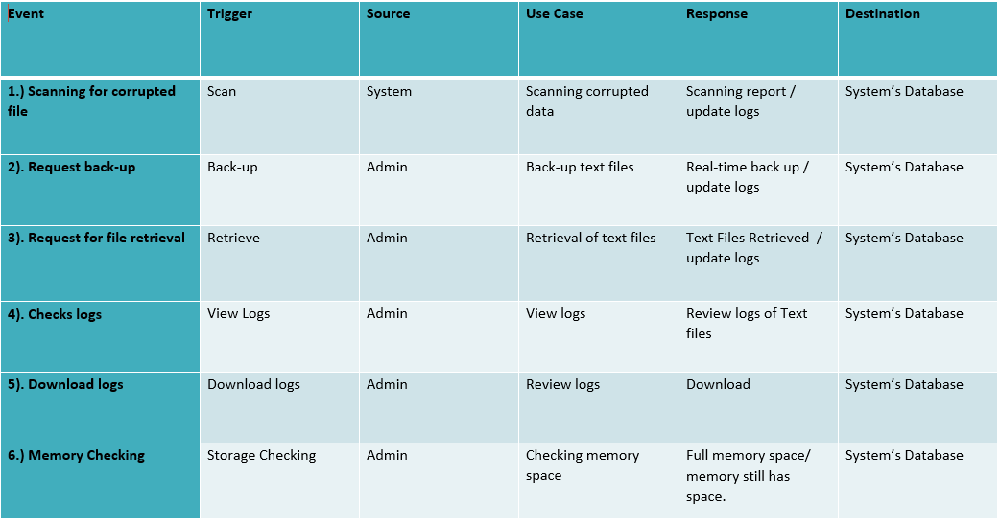 Event Trigger Source Use Case Response Destination
1.) Scanning for corrupted Scan System Scanning corrupted Scanning report / System’s Database
file data update logs
2). Request back-up Back-up Admin Back-up text files Real-time back up / System’s Database
update logs
3). Request for file retrieval Retrieve Admin Retrieval of text files Text Files Retrieved / System’s Database
update logs
4). Checks logs View Logs Admin View logs Review logs of Text System’s Database
files
5). Download logs Download logs Admin Review logs Download System’s Database
6.) Memory Checking Storage Checking Admin Checking memory Full memory space/ System’s Database
space memory still has
space.